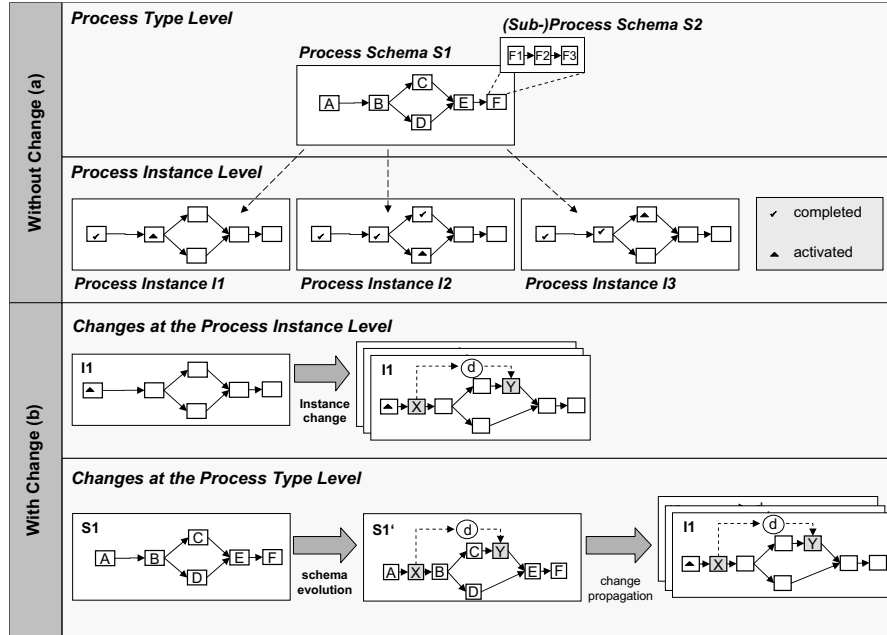 Process Type Level
(Sub-)Process Schema S2
Process Schema S1
F1 F2 F3
C
A B E F
D
Without Change (a)
Process Instance Level
completed
activated
Process Instance I1 Process Instance I2 Process Instance I3
Changes at the Process Instance Level
I1
I1
d
X
Y
Instance
change
With Change (b)
Changes at the Process Type Level
S1
C
A B E F
D
schema
evolution
S1‘
d
C Y
A X B E F
D
change
propagation
I1
d
Y
X